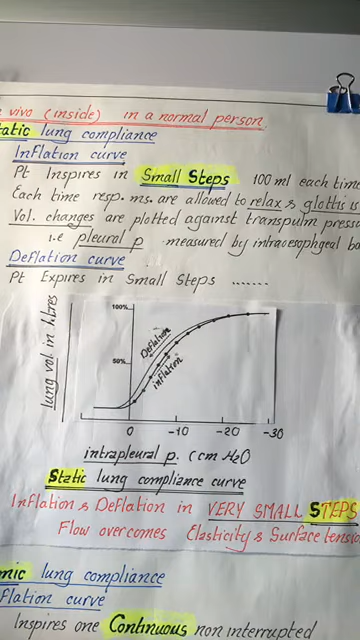 vivo (inside) in a normal person
tatic lung compliance
Inflation curve
Pt Inspires in Small Steps 100 ml each time
Each time resp. ms. are allowed to relax & glottis is
Vol. changes are plotted against transpulm press
i.e pleural p measured by intraoesophgeal ba
Deflation curve
Pt Expires in Small Steps .......
lung vol. in litres
100%
50%
Deflation
inflation
0 -10 -20 -30
intrapleural p. (cm H2O
Static lung compliance curve
Inflation & Deflation in VERY SMALL STEPS
Flow overcomes Elasticity & Surface tensio
mic lung compliance
flation curve
Inspires one Continuous non interrupted